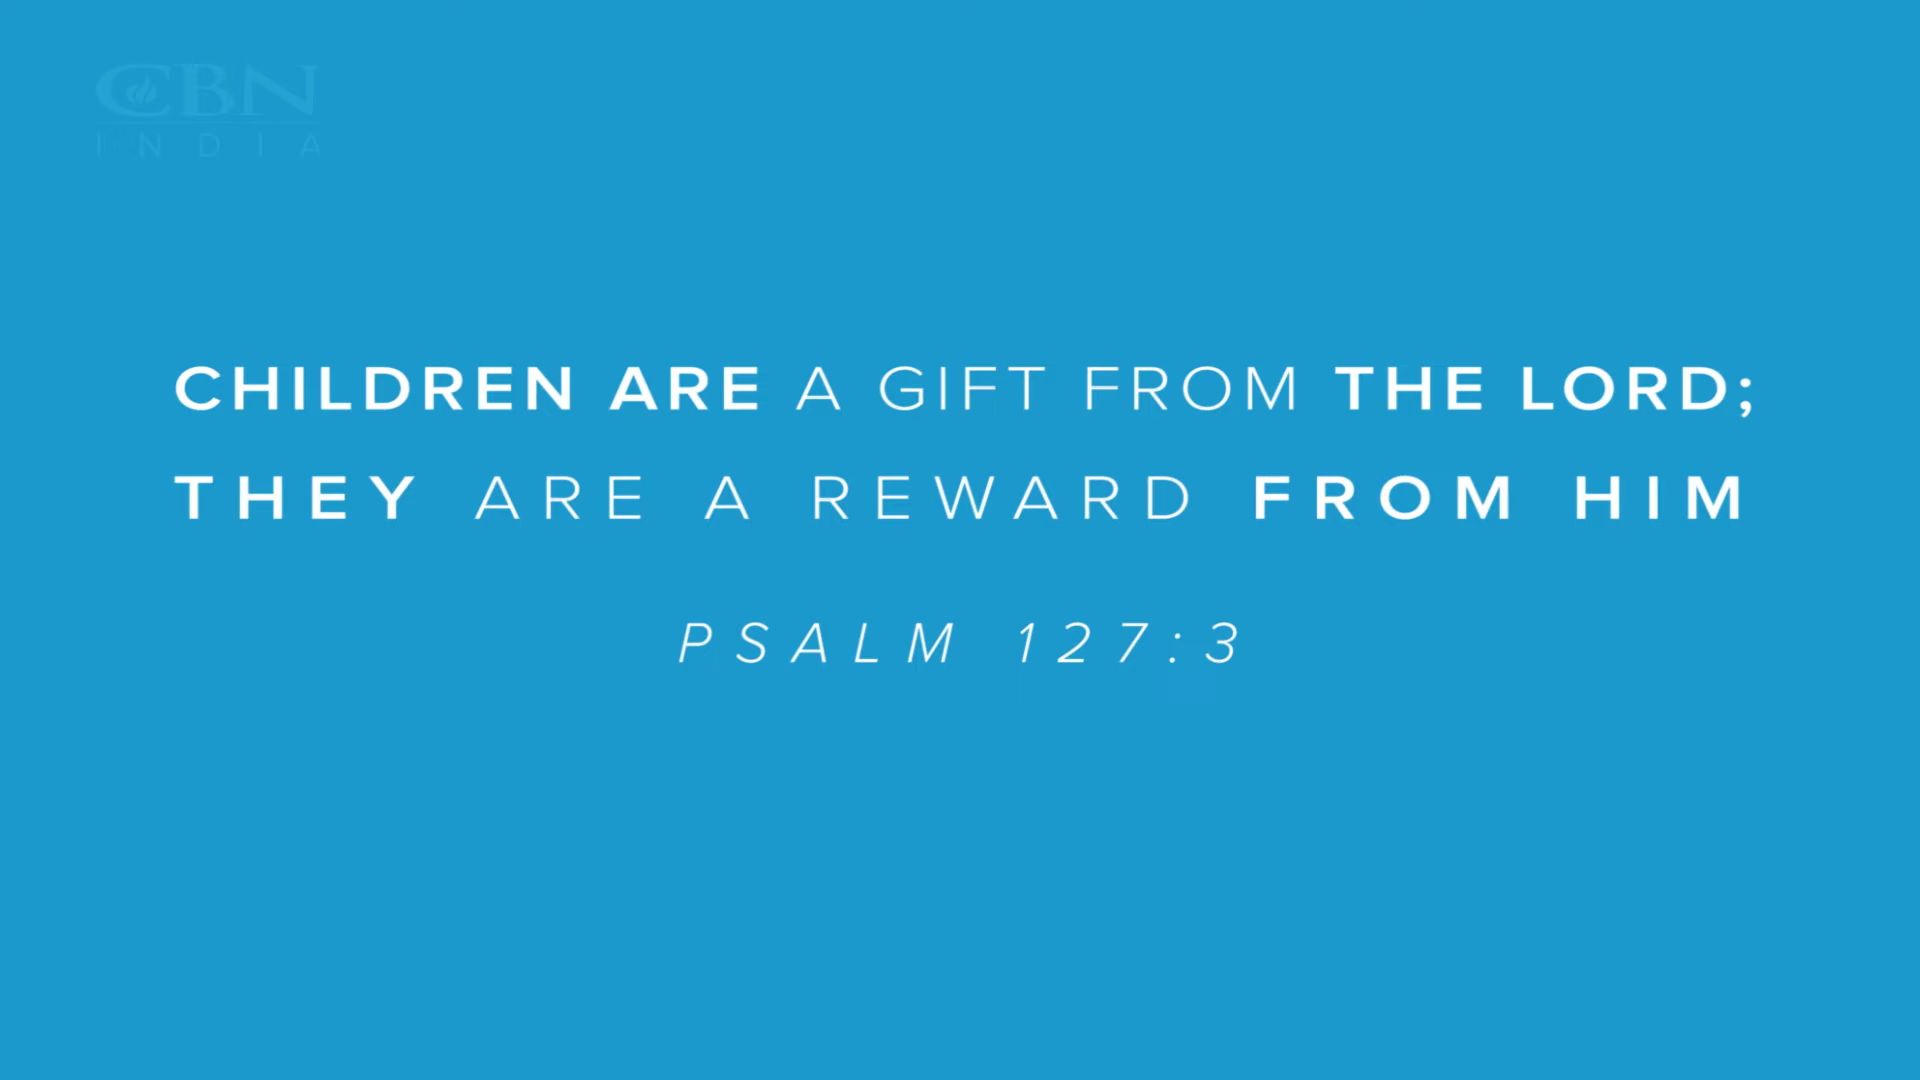 CBN
INDIA
CHILDREN ARE A GIFT FROM THE LORD;
THEY ARE A REWARD FROM HIM
PSALM 127:3